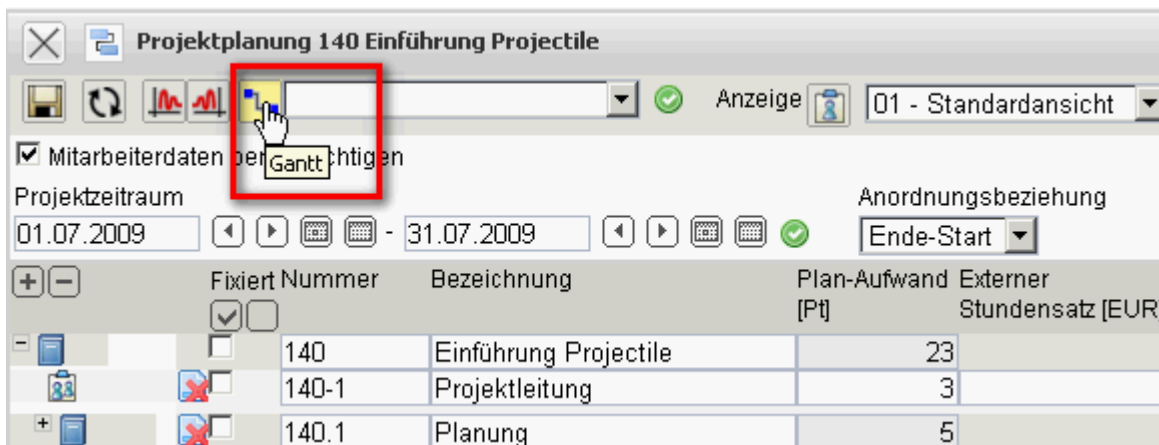 Projektplanung 140 Einführung Projectile
Anzeige 01 - Standardansicht
Mitarbeiterdaten ber chtigen
Gantt
Projektzeitraum Anordnungsbeziehung
01.07.2009 - 31.07.2009 Ende-Start
Fixiert Nummer Bezeichnung Plan-Aufwand Externer
[Pt] Stundensatz [EUR]
140 Einführung Projectile 23
140-1 Projektleitung 3
140.1 Planung 5